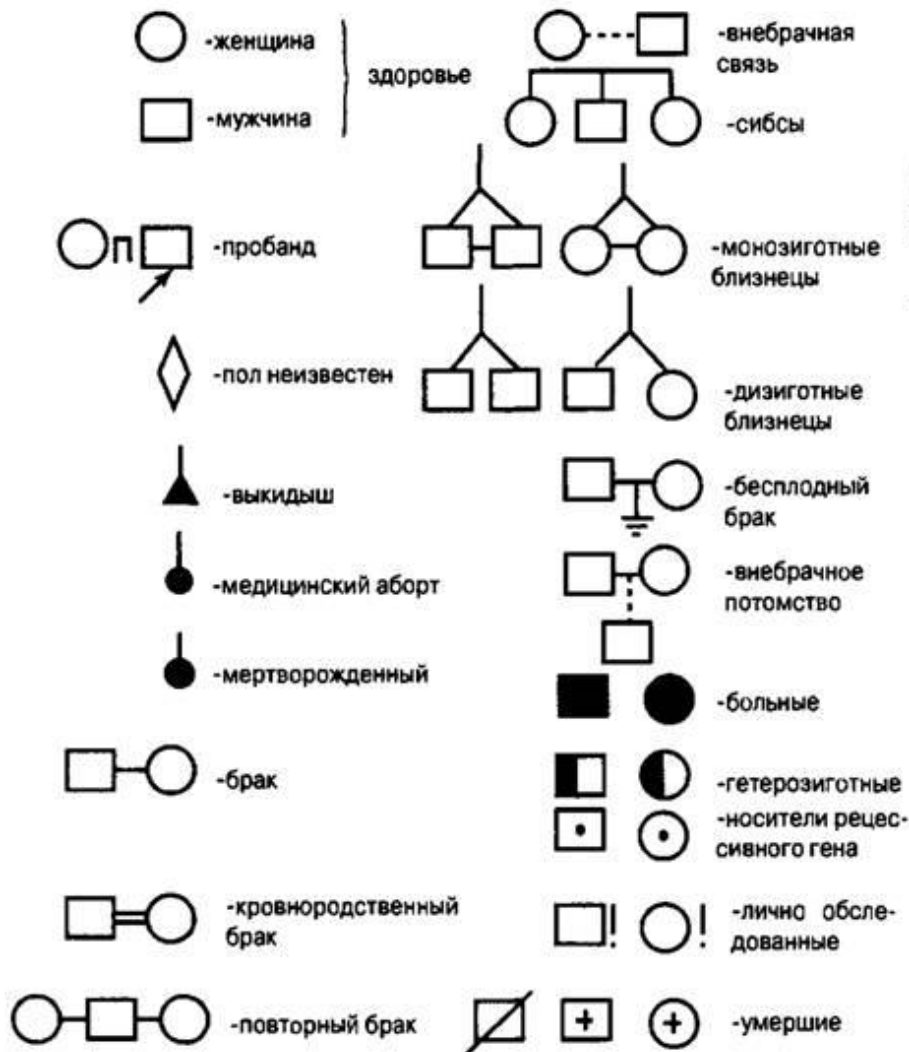 -женщина
-мужчина
здоровье
П
-пробанд
-пол неизвестен
-выкидыш
-медицинский аборт
-мертворожденный
-брак
-кровнородственный
брак
-повторный брак
-внебрачная
связь
-сибсы
-монозиготные
близнецы
-дизиготные
близнецы
-бесплодный
брак
-внебрачное
потомство
-больные
-гетерозиготные
-носители рецес-
сивного гена
! !
-лично обсле-
дованные
+ +
-умершие